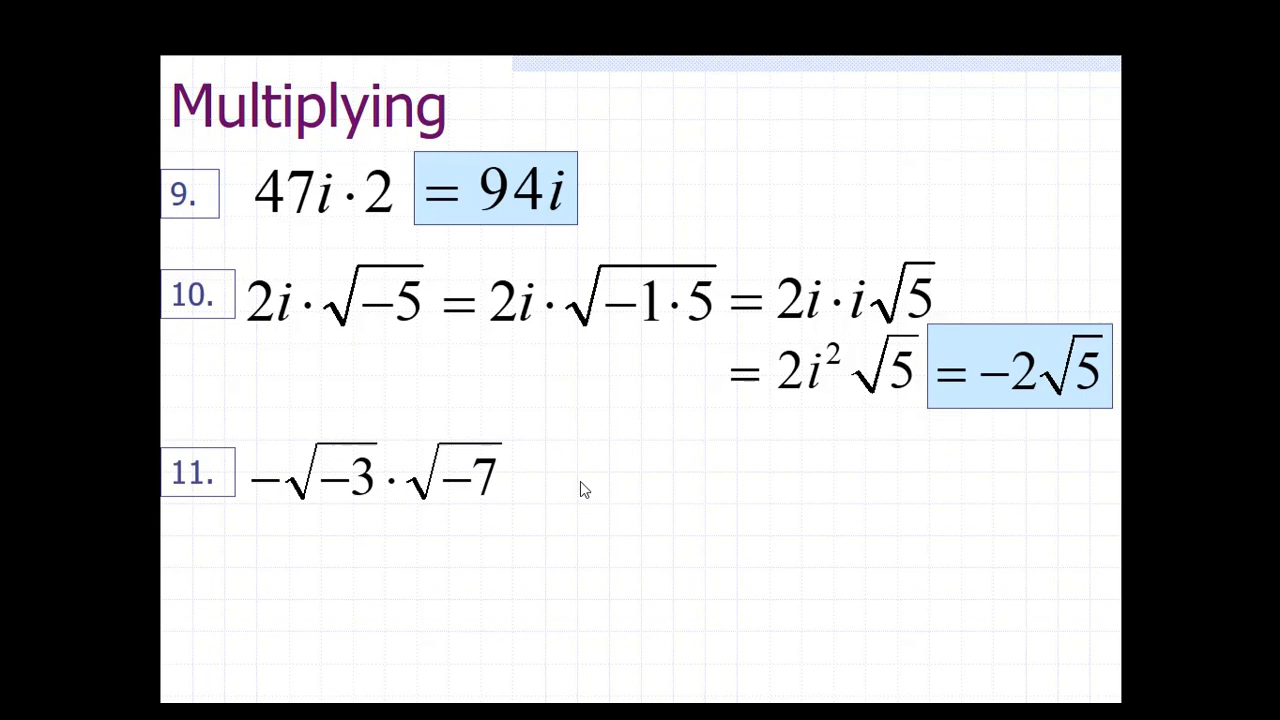 Multiplying
9. 47i · 2 = 94i
10. 2i · √−5 = 2i · √−1 · 5 = 2i · i√5
= 2i² √5 = −2√5
11. −√−3 · √−7